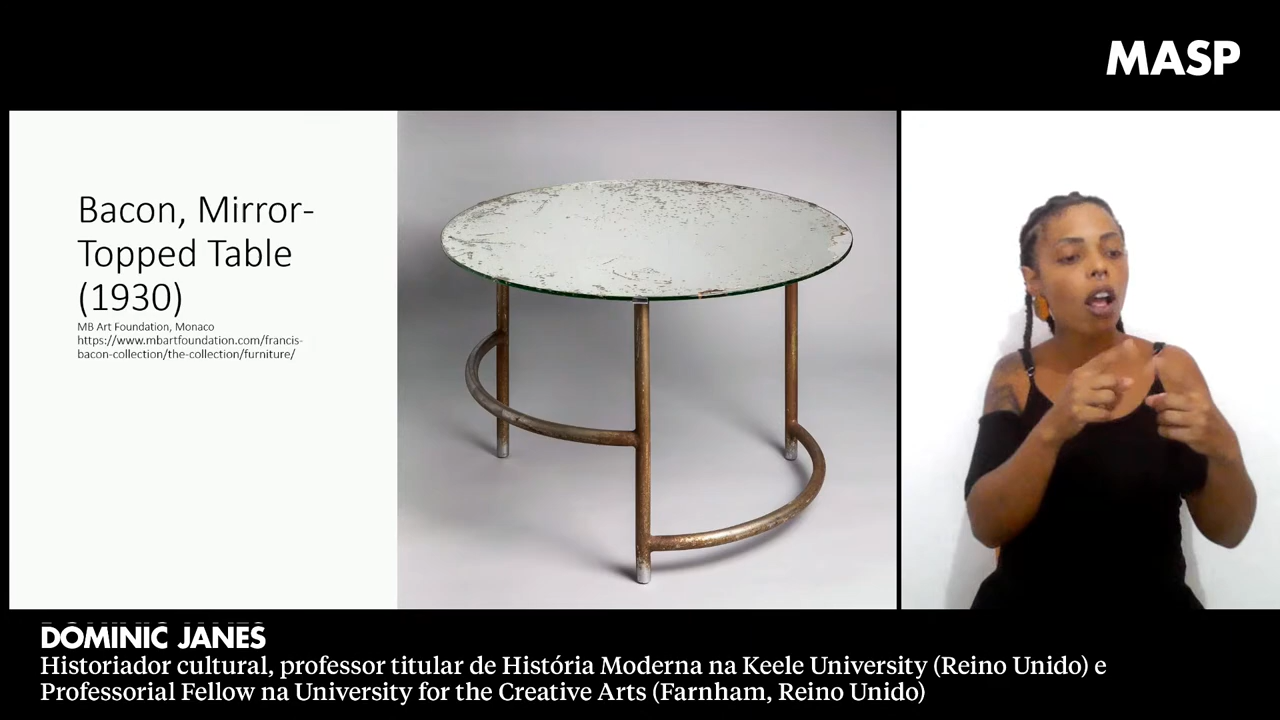 MASP
Bacon, Mirror-
Topped Table
(1930)
MB Art Foundation, Monaco
https://www.mbartfoundation.com/francis-
bacon-collection/the-collection/furniture/
DOMINIC JANES
Historiador cultural, professor titular de História Moderna na Keele University (Reino Unido) e
Professorial Fellow na University for the Creative Arts (Farnham, Reino Unido)